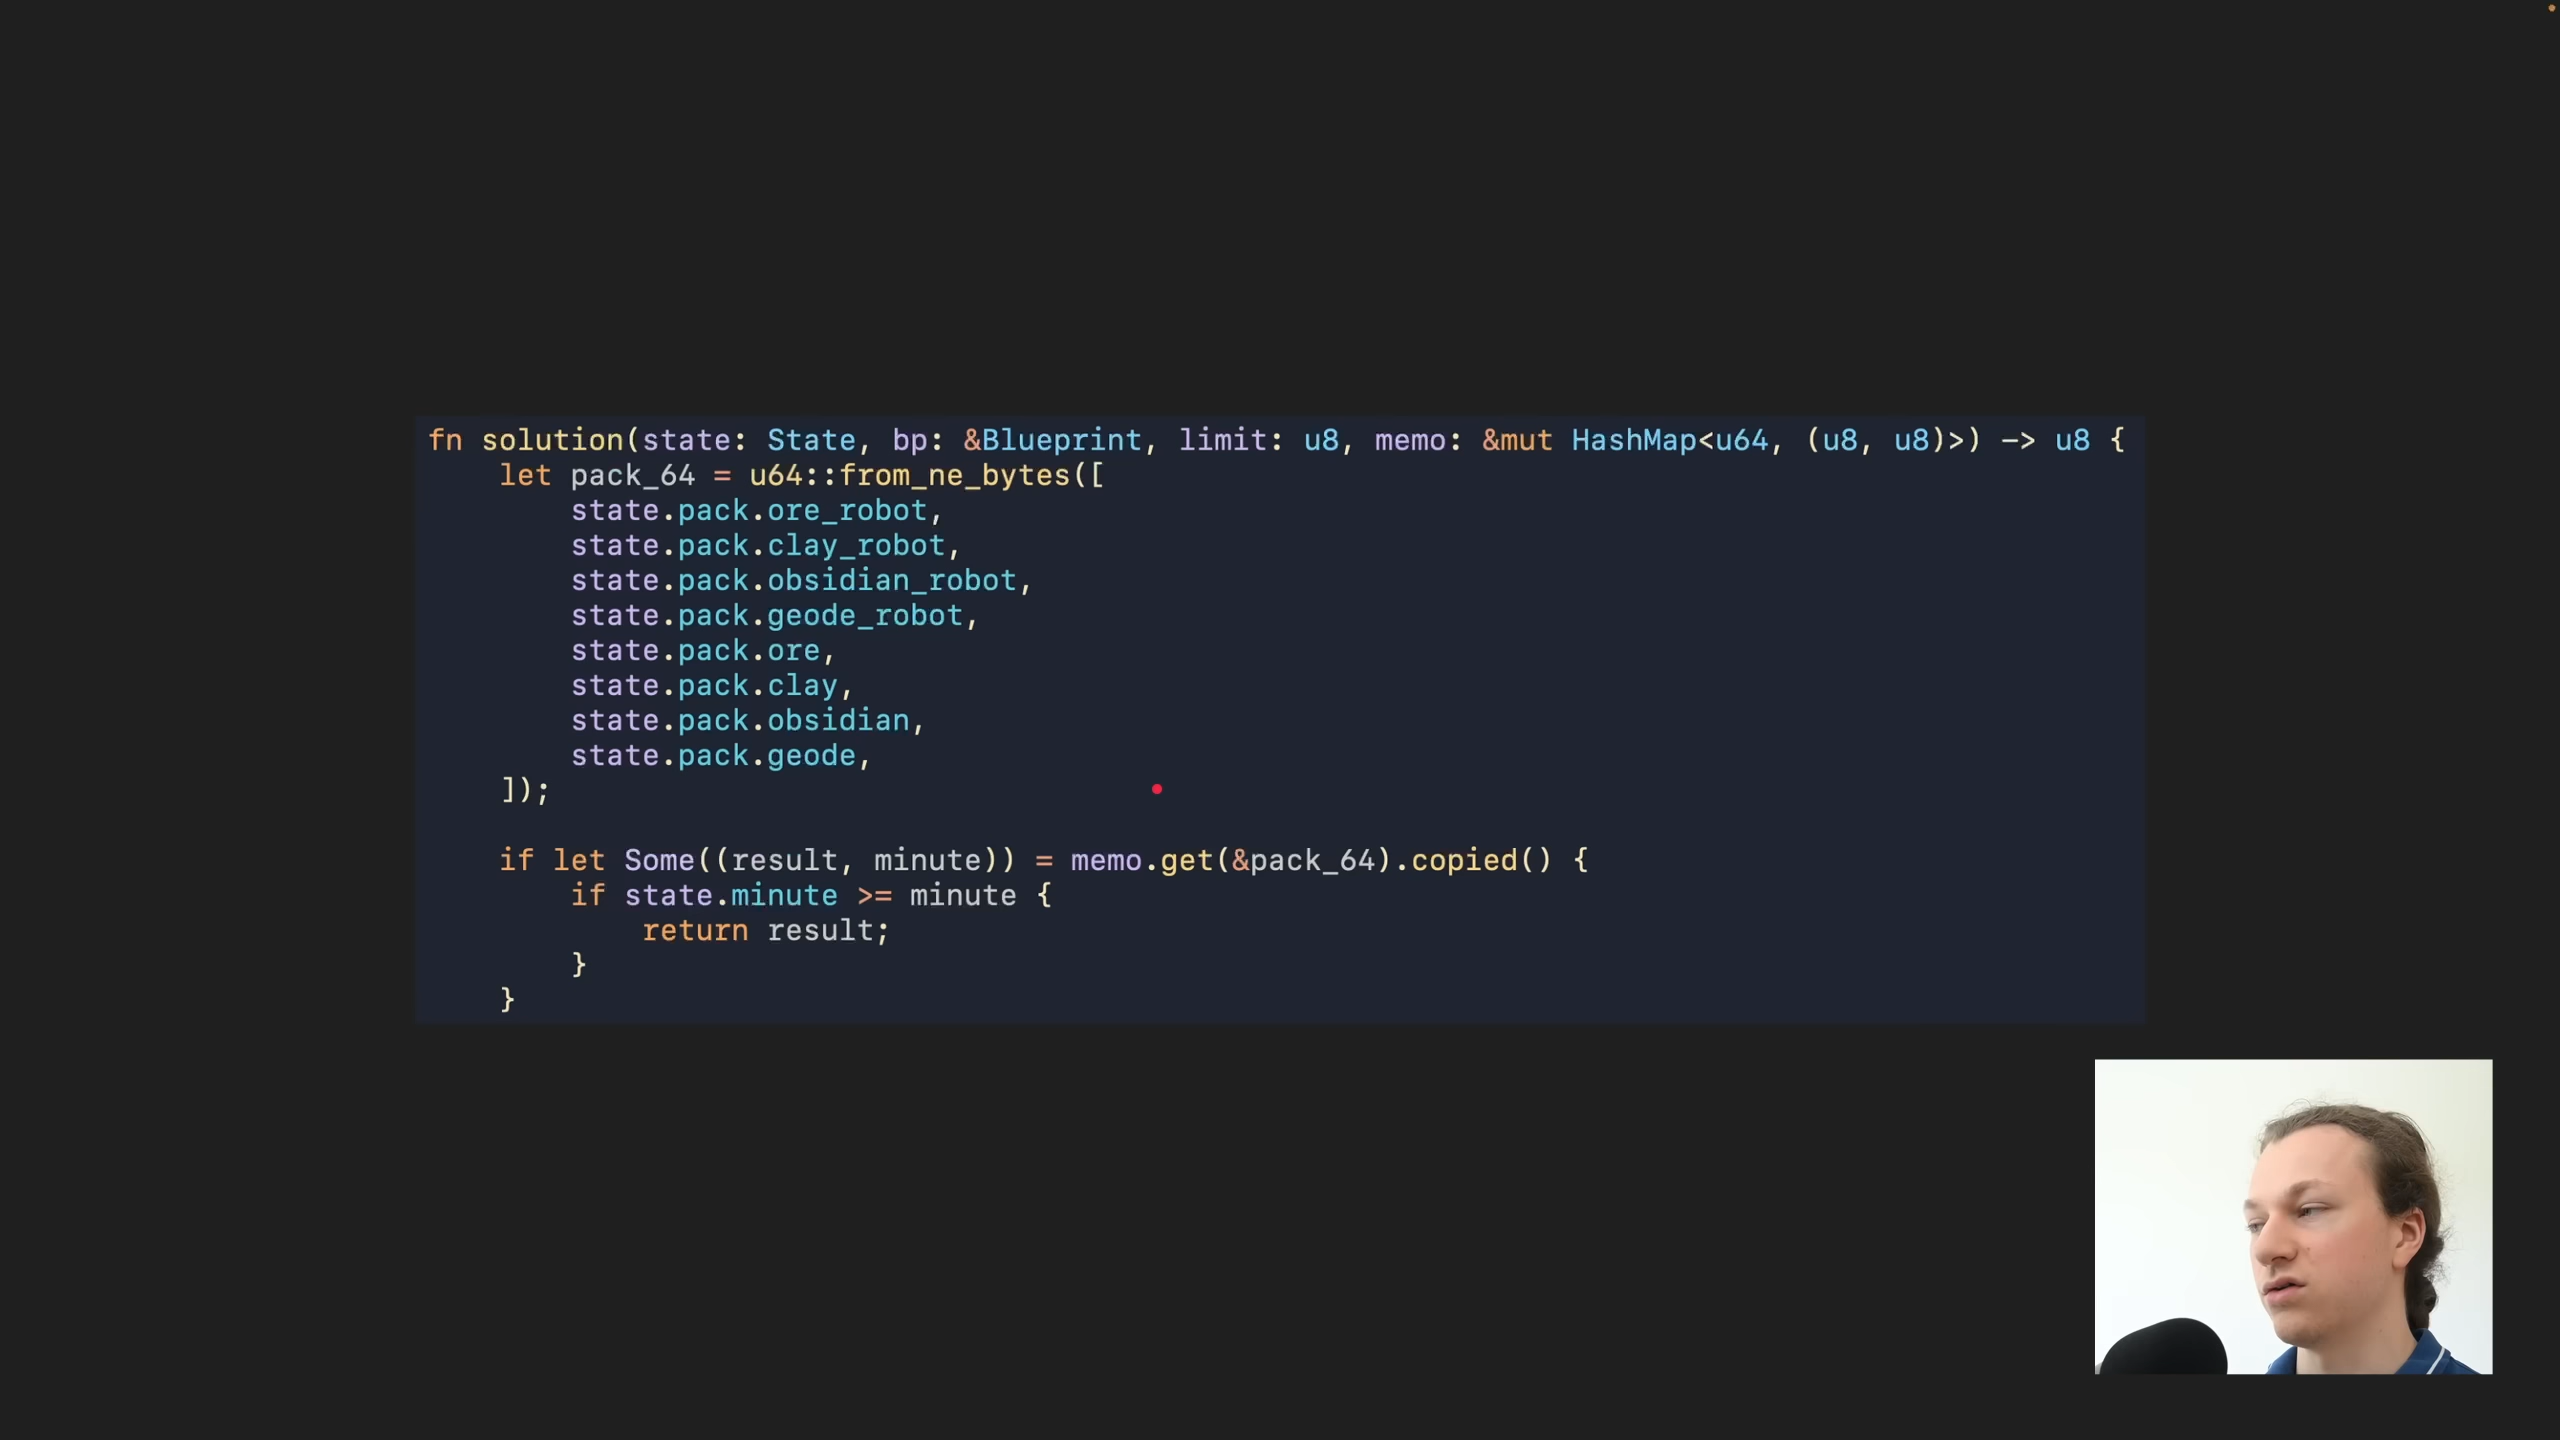 fn solution(state: State, bp: &Blueprint, limit: u8, memo: &mut HashMap<u64, (u8, u8)>) -> u8 {
    let pack_64 = u64::from_ne_bytes([
        state.pack.ore_robot,
        state.pack.clay_robot,
        state.pack.obsidian_robot,
        state.pack.geode_robot,
        state.pack.ore,
        state.pack.clay,
        state.pack.obsidian,
        state.pack.geode,
    ]);
    if let Some((result, minute)) = memo.get(&pack_64).copied() {
        if state.minute >= minute {
            return result;
        }
    }